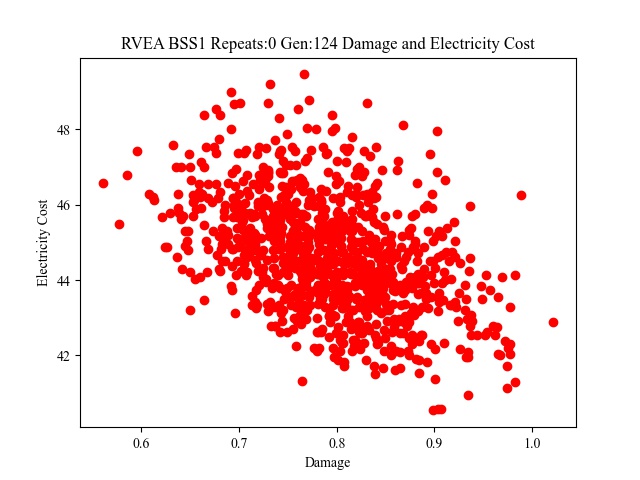 RVEA BSS1 Repeats:0 Gen:124 Damage and Electricity Cost
48
46
44
42
Electricity Cost
0.6 0.7 0.8 0.9 1.0
Damage